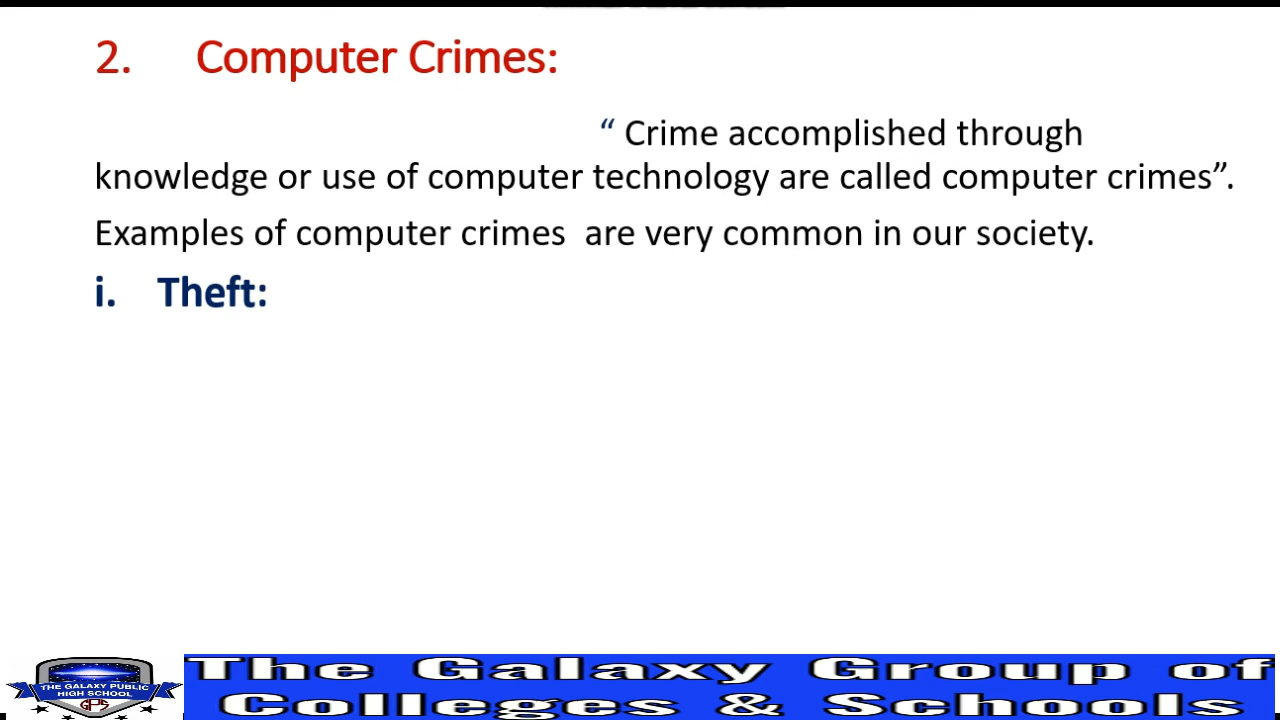 2. Computer Crimes:
“ Crime accomplished through
knowledge or use of computer technology are called computer crimes”.
Examples of computer crimes are very common in our society.
i. Theft:
THE GALAXY PUBLIC
HIGH SCHOOL
GPS
The Galaxy Group of
Colleges & Schools